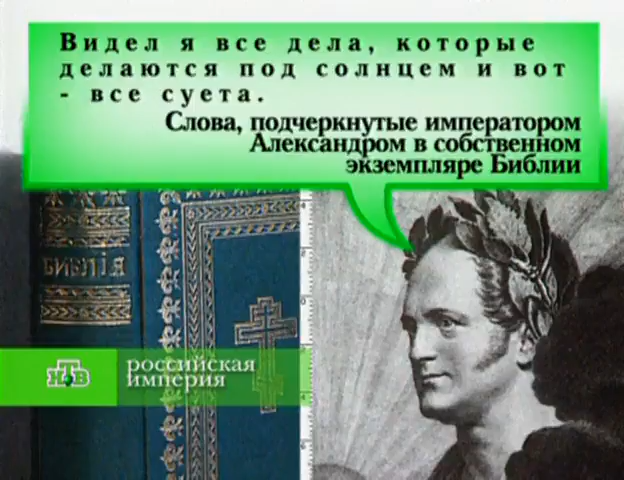 Видел я все дела, которые
делаются под солнцем и вот
- все суета.
Слова, подчеркнутые императором
Александром в собственном
экземпляре Библии
БИБЛIЯ
НТВ
российская
империя